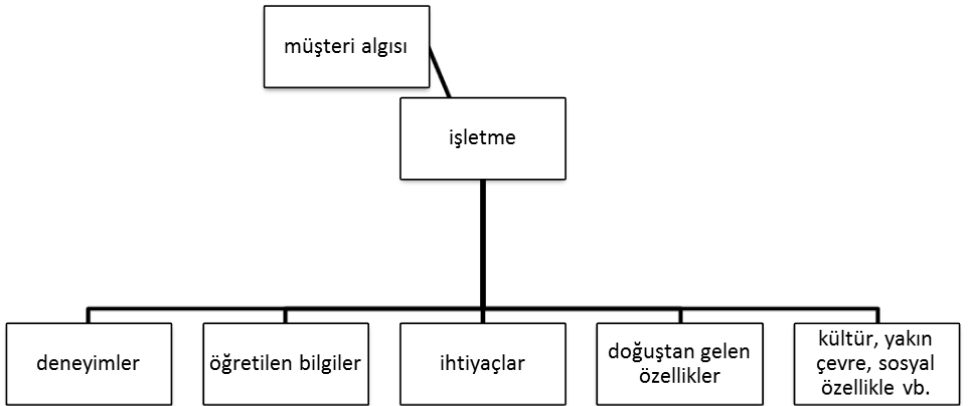 müşteri algısı
işletme
deneyimler
öğretilen bilgiler
ihtiyaçlar
doğuştan gelen
özellikler
kültür, yakın
çevre, sosyal
özellikle vb.